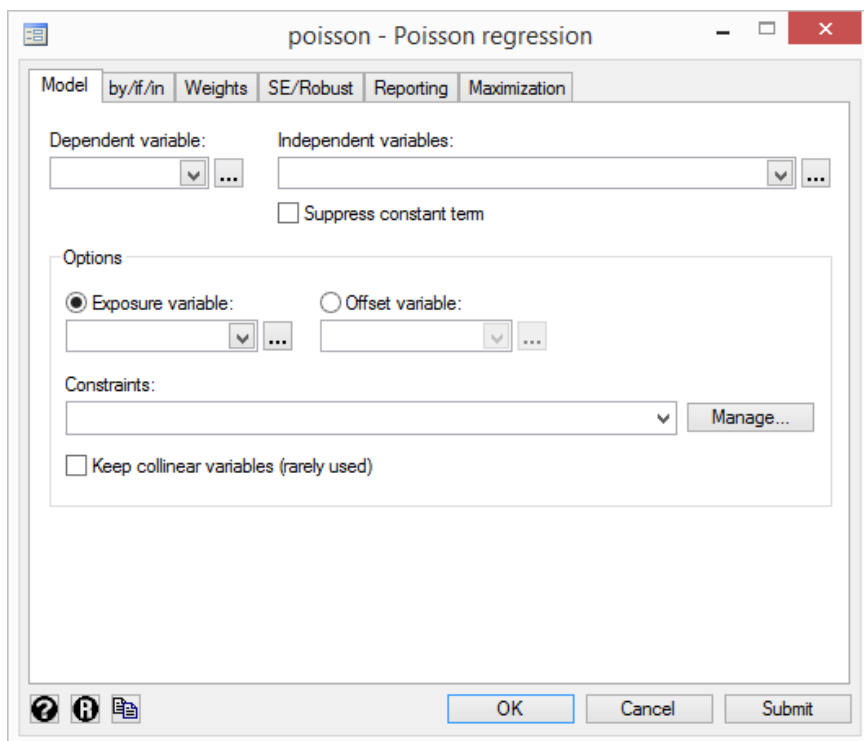 poisson - Poisson regression
Model by/if/in Weights SE/Robust Reporting Maximization
Dependent variable: Independent variables:
... ...
Suppress constant term
Options
Exposure variable: Offset variable:
... ...
Constraints:
Manage...
Keep collinear variables (rarely used)
? R OK Cancel Submit